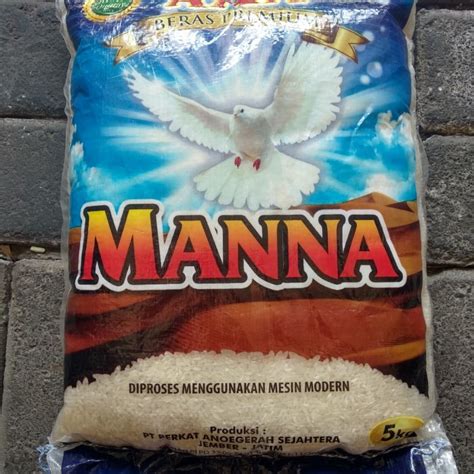 BERAS PREMIUM
MANNA
DIPROSES MENGGUNAKAN MESIN MODERN
Produksi :
PT BERKAT ANOEGERAH SEJAHTERA
JEMBER - JATIM
5kg